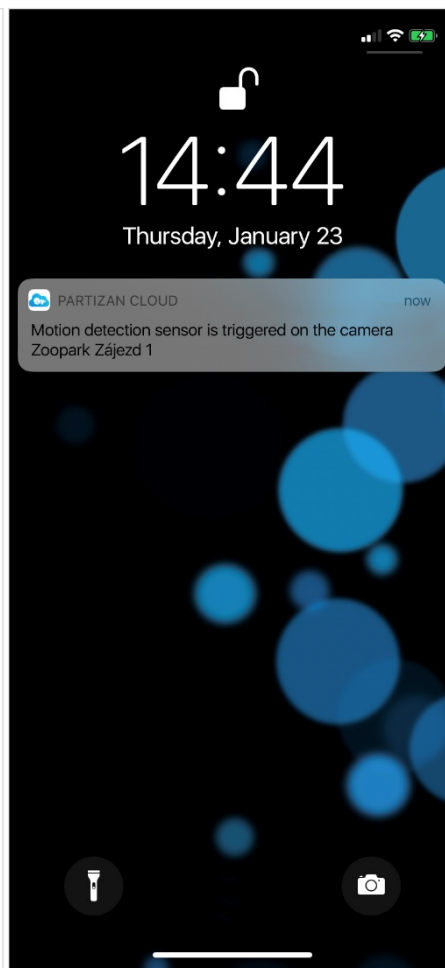 14:44
Thursday, January 23
PARTIZAN CLOUD now
Motion detection sensor is triggered on the camera
Zoopark Zájezd 1